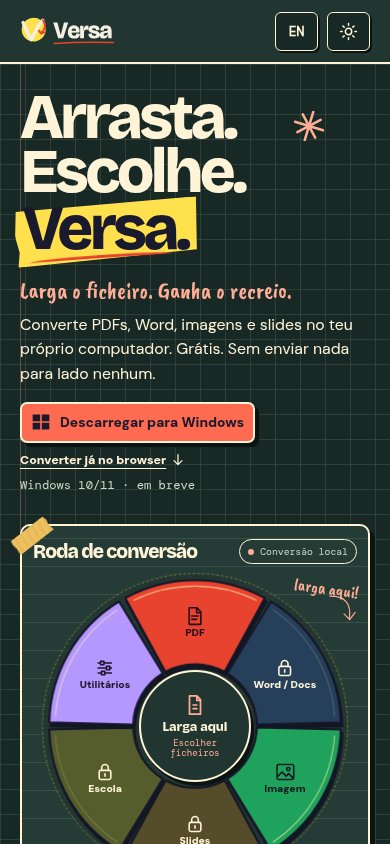 Versa
EN
Arrasta.
Escolhe.
Versa.
Larga o ficheiro. Ganha o recreio.
Converte PDFs, Word, imagens e slides no teu
próprio computador. Grátis. Sem enviar nada
para lado nenhum.
Descarregar para Windows
Converter já no browser ↓
Windows 10/11 · em breve
Roda de conversão
Conversão local
larga aqui!
PDF
Utilitários
Word / Docs
Larga aqui
Escolher
ficheiros
Escola
Imagem
Slides